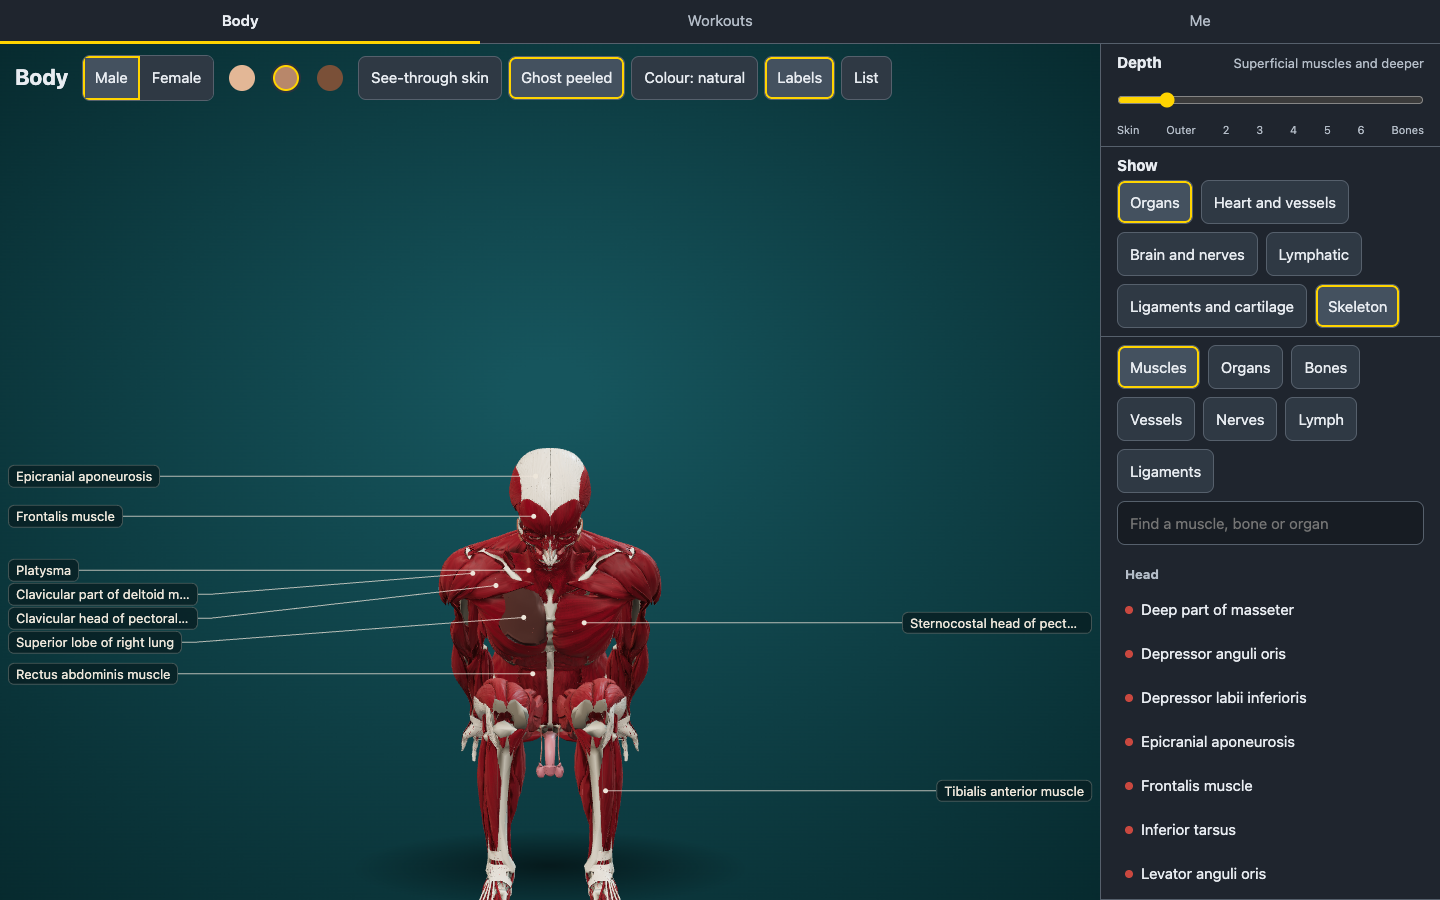 Body
Workouts
Me
Body
Male
Female
See-through skin
Ghost peeled
Colour: natural
Labels
List
Epicranial aponeurosis
Frontalis muscle
Platysma
Clavicular part of deltoid m...
Clavicular head of pectoral...
Superior lobe of right lung
Rectus abdominis muscle
Sternocostal head of pect...
Tibialis anterior muscle
Depth
Superficial muscles and deeper
Skin Outer 2 3 4 5 6 Bones
Show
Organs
Heart and vessels
Brain and nerves
Lymphatic
Ligaments and cartilage
Skeleton
Muscles
Organs
Bones
Vessels
Nerves
Lymph
Ligaments
Find a muscle, bone or organ
Head
Deep part of masseter
Depressor anguli oris
Depressor labii inferioris
Epicranial aponeurosis
Frontalis muscle
Inferior tarsus
Levator anguli oris